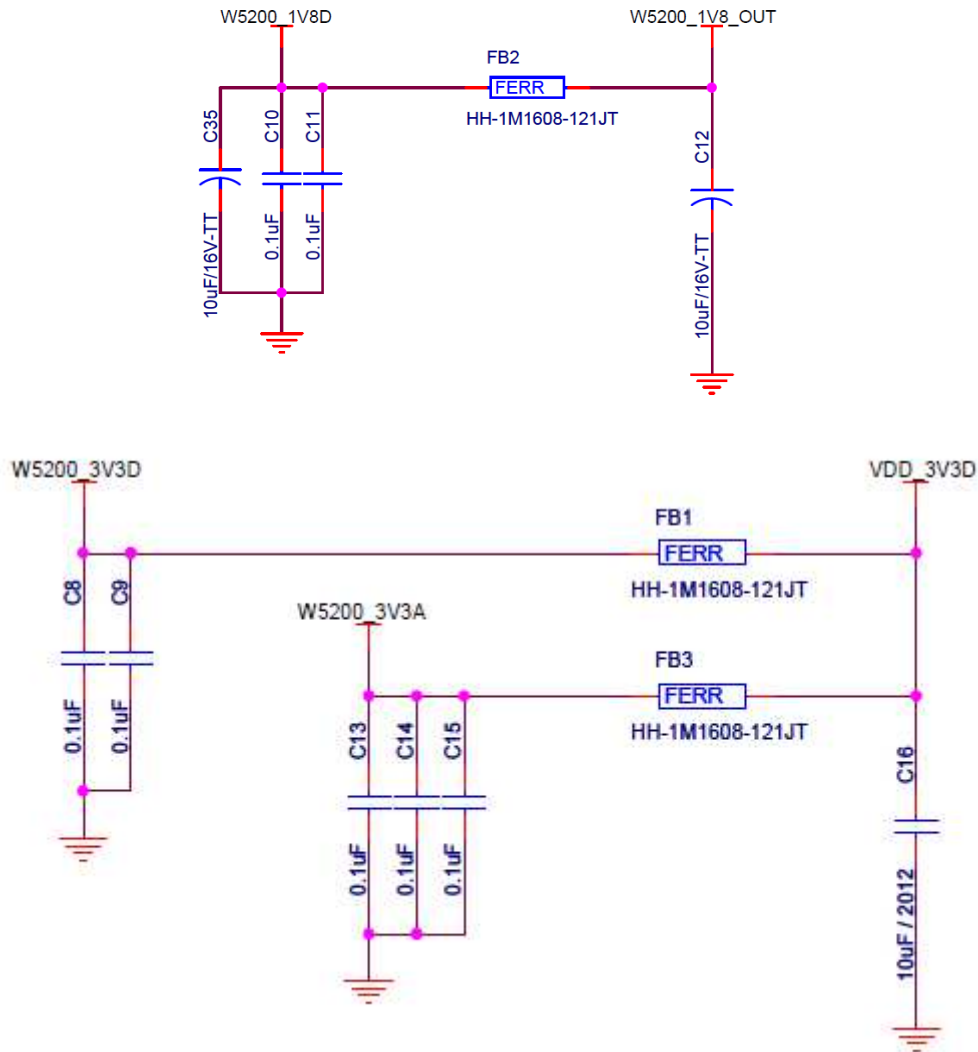 W5200_1V8D
W5200_1V8_OUT
FB2
FERR
HH-1M1608-121JT
C35
C10
C11
C12
10uF/16V-TT
0.1uF
0.1uF
10uF/16V-TT
W5200_3V3D
VDD_3V3D
FB1
FERR
HH-1M1608-121JT
C8
C9
W5200_3V3A
FB3
FERR
HH-1M1608-121JT
0.1uF
0.1uF
C13
C14
C15
C16
0.1uF
0.1uF
0.1uF
10uF / 2012